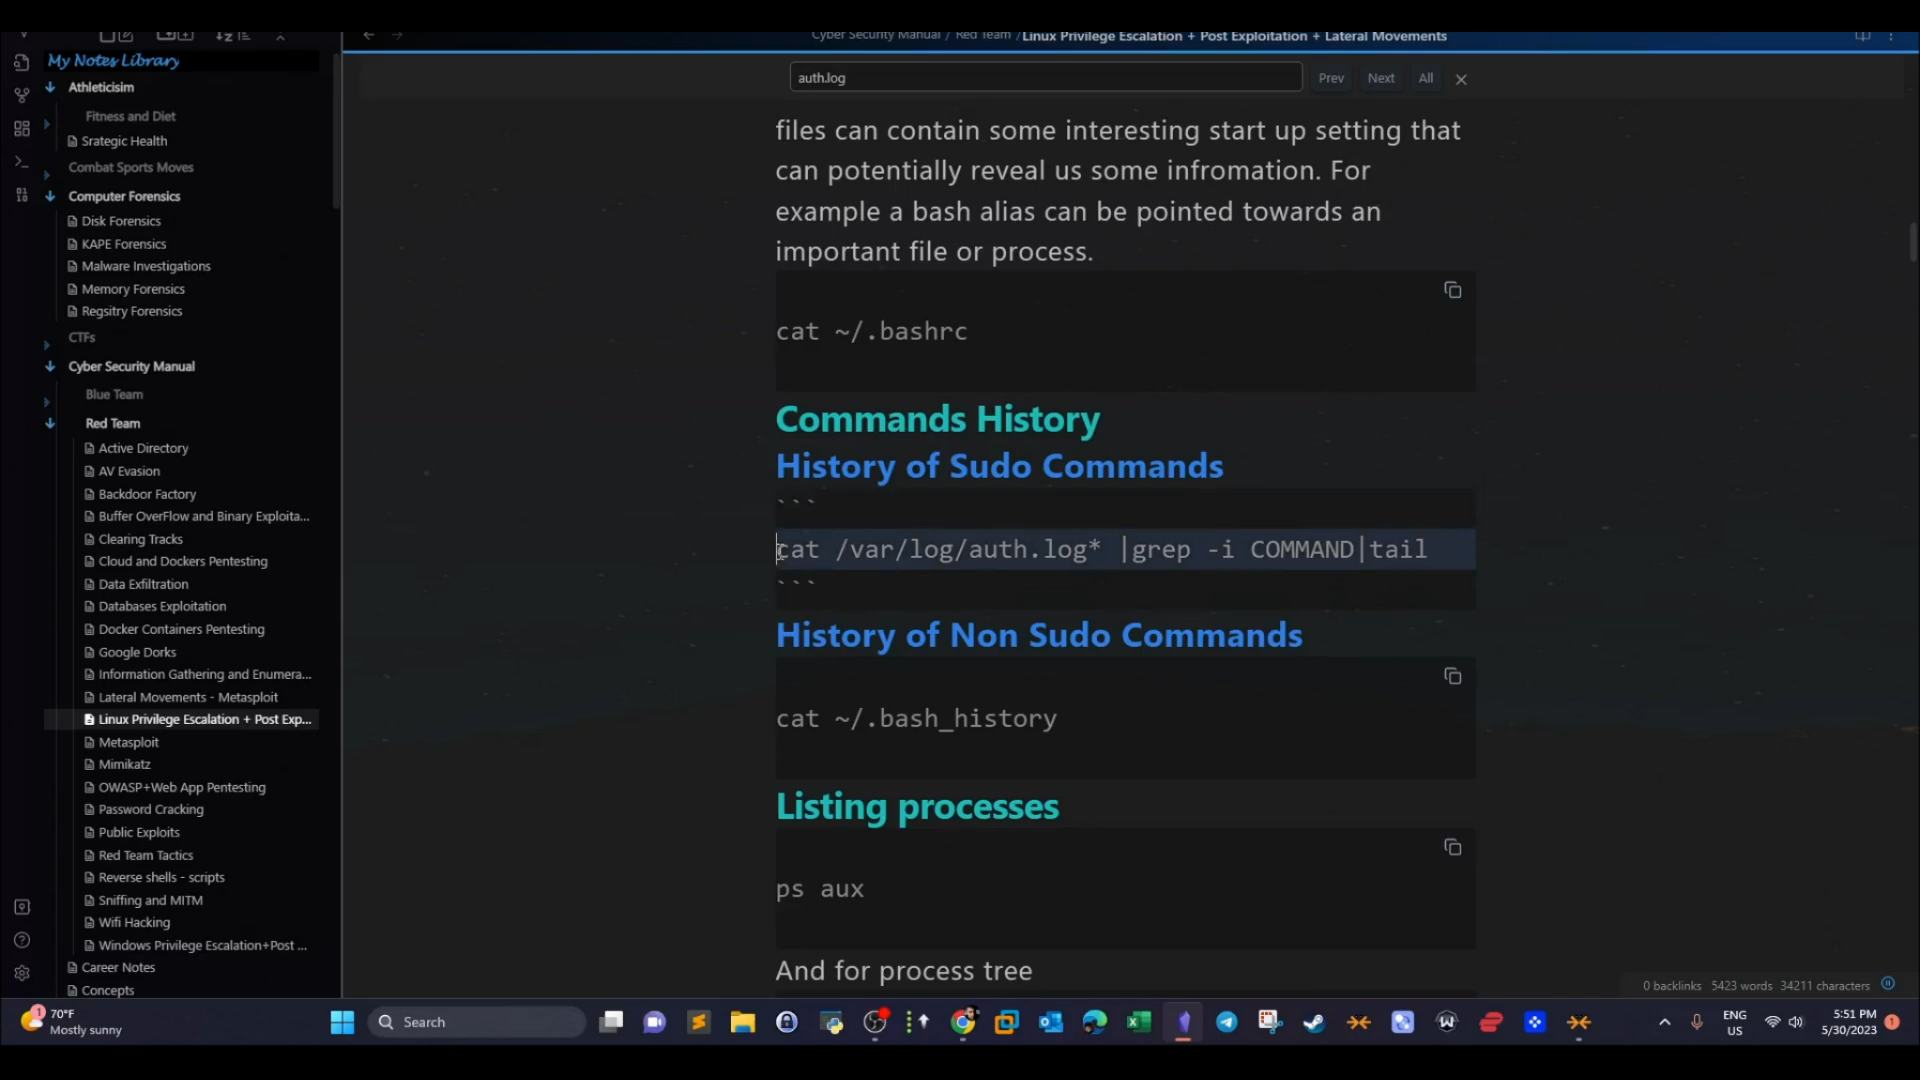 Cyber Security Manual / Red Team / Linux Privilege Escalation + Post Exploitation + Lateral Movements
My Notes Library
Athleticisim
Fitness and Diet
Srategic Health
Combat Sports Moves
Computer Forensics
Disk Forensics
KAPE Forensics
Malware Investigations
Memory Forensics
Regsitry Forensics
CTFs
Cyber Security Manual
Blue Team
Red Team
Active Directory
AV Evasion
Backdoor Factory
Buffer OverFlow and Binary Exploita...
Clearing Tracks
Cloud and Dockers Pentesting
Data Exfiltration
Databases Exploitation
Docker Containers Pentesting
Google Dorks
Information Gathering and Enumera...
Lateral Movements - Metasploit
Linux Privilege Escalation + Post Exp...
Metasploit
Mimikatz
OWASP+Web App Pentesting
Password Cracking
Public Exploits
Red Team Tactics
Reverse shells - scripts
Sniffing and MITM
Wifi Hacking
Windows Privilege Escalation+Post ...
Career Notes
Concepts
auth.log
Prev
Next
All
files can contain some interesting start up setting that
can potentially reveal us some infromation. For
example a bash alias can be pointed towards an
important file or process.
cat ~/.bashrc
Commands History
History of Sudo Commands
```
cat /var/log/auth.log* |grep -i COMMAND|tail
```
History of Non Sudo Commands
cat ~/.bash_history
Listing processes
ps aux
And for process tree
0 backlinks 5423 words 34211 characters
70°F
Mostly sunny
Search
ENG
US
5:51 PM
5/30/2023